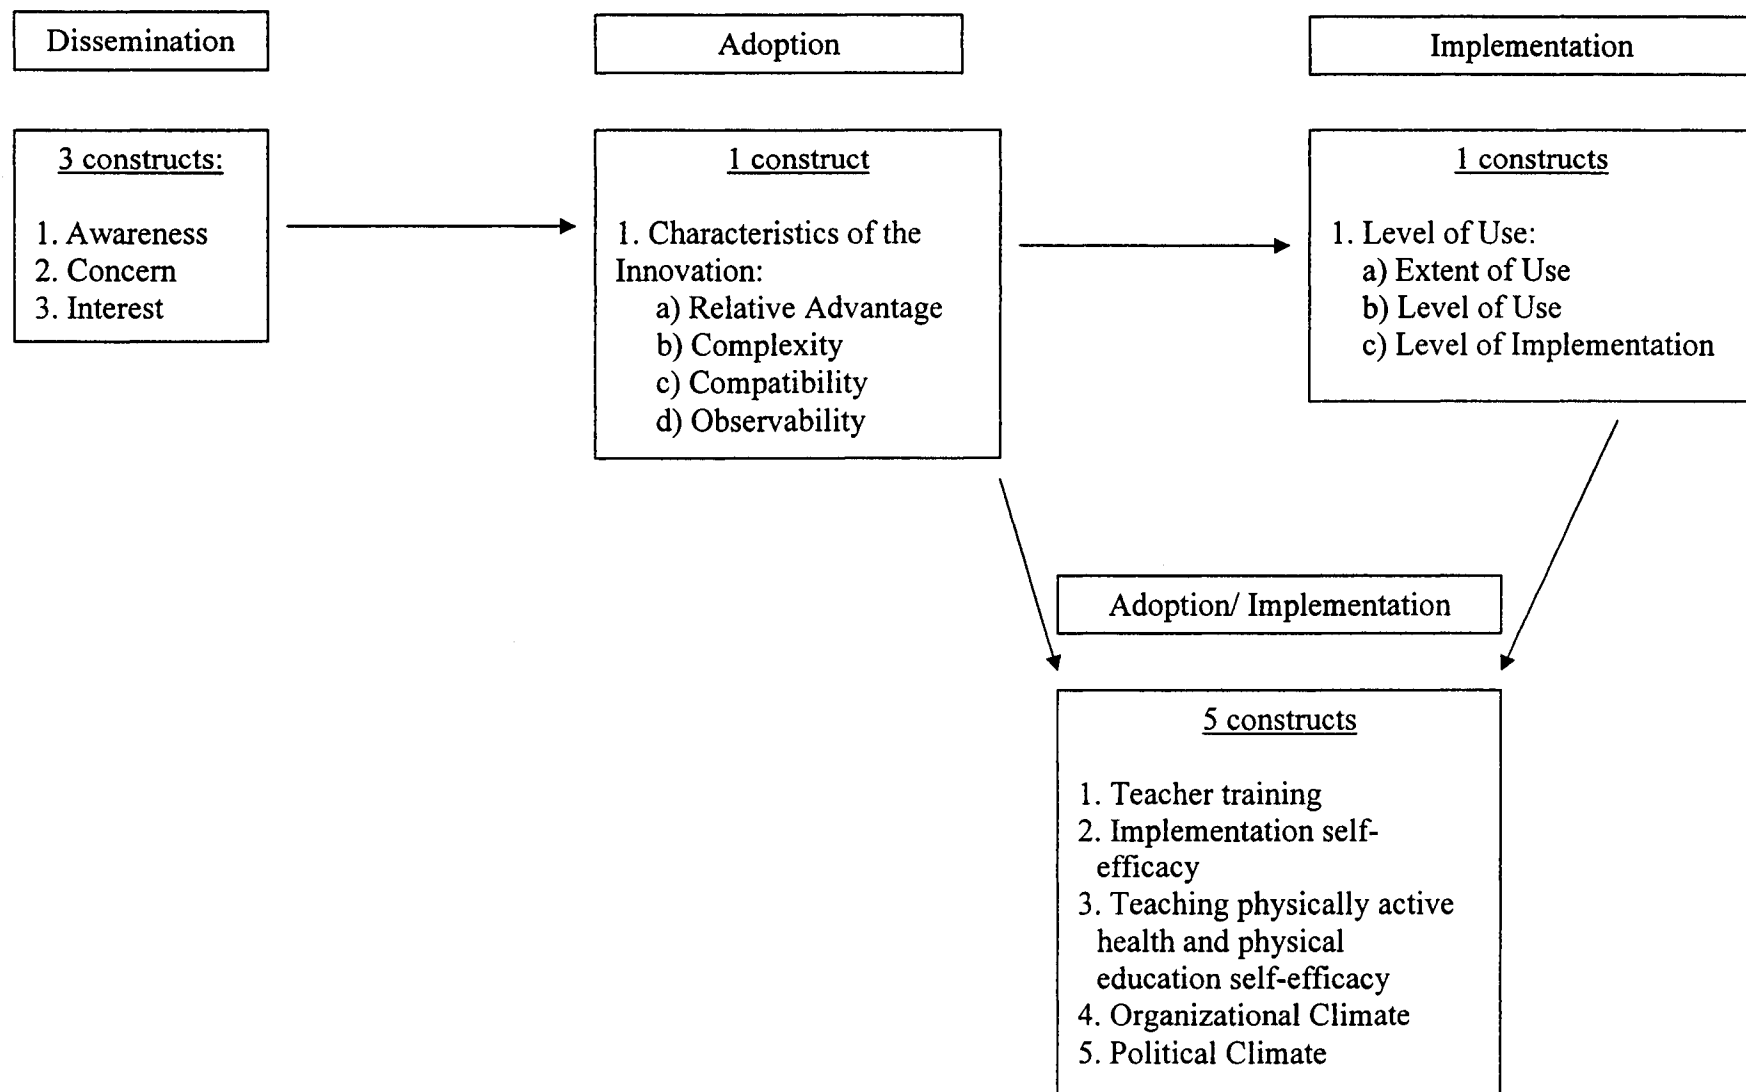 Dissemination
3 constructs:
1. Awareness
2. Concern
3. Interest
Adoption
1 construct
1. Characteristics of the
Innovation:
a) Relative Advantage
b) Complexity
c) Compatibility
d) Observability
Implementation
1 constructs
1. Level of Use:
a) Extent of Use
b) Level of Use
c) Level of Implementation
Adoption/ Implementation
5 constructs
1. Teacher training
2. Implementation self-
efficacy
3. Teaching physically active
health and physical
education self-efficacy
4. Organizational Climate
5. Political Climate